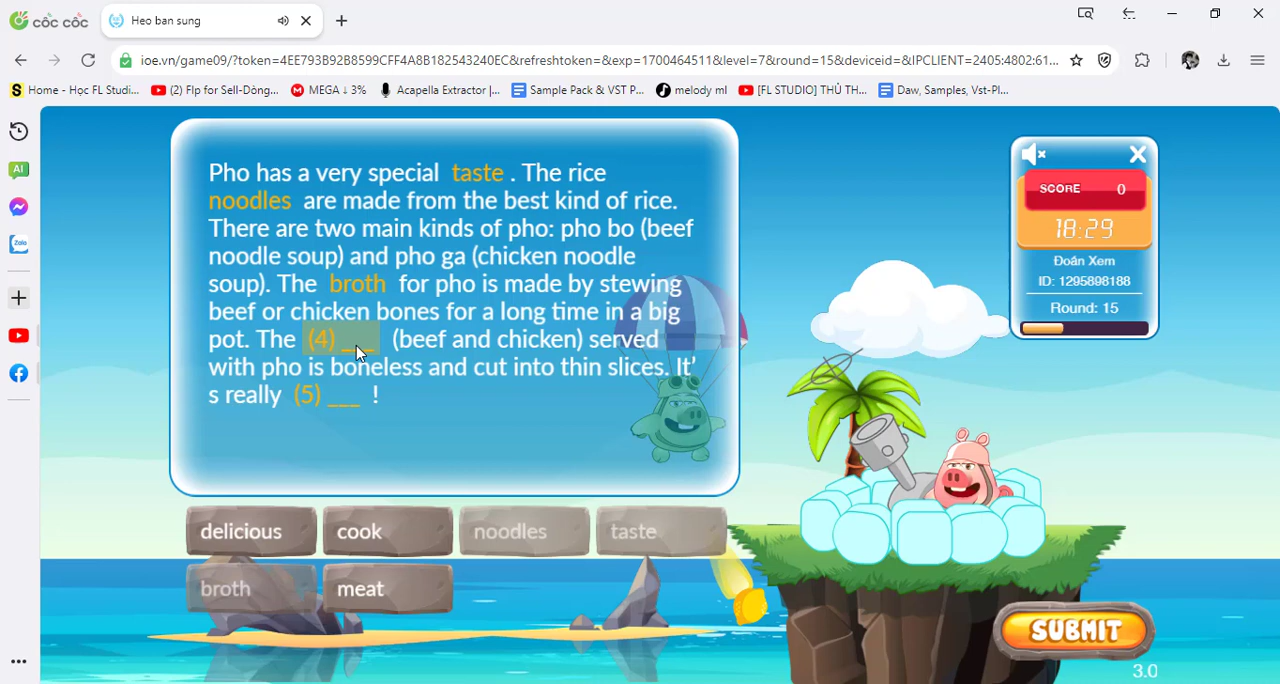 cốc cốc
Heo ban sung
ioe.vn/game09/?token=4EE793B92B8599CFF4A8B182543240EC&refreshtoken=&exp=1700464511&level=7&round=15&deviceid=&IPCLIENT=2405:4802:61...
S Home - Học FL Studi...
(2) Flp for Sell-Dòng...
MEGA ↓ 3%
Acapella Extractor |...
Sample Pack & VST P...
melody ml
[FL STUDIO] THỦ TH...
Daw, Samples, Vst-Pl...
AI
Zalo
Pho has a very special taste . The rice
noodles are made from the best kind of rice.
There are two main kinds of pho: pho bo (beef
noodle soup) and pho ga (chicken noodle
soup). The broth for pho is made by stewing
beef or chicken bones for a long time in a big
pot. The (4) ___ (beef and chicken) served
with pho is boneless and cut into thin slices. It'
s really (5) ___ !
SCORE 0
18:29
Đoân Xem
ID: 1295898188
Round: 15
delicious
cook
noodles
taste
broth
meat
SUBMIT
3.0